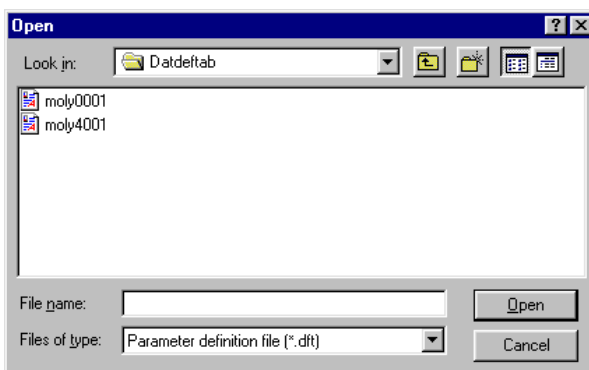 Open
Look in: Datdeftab
moly0001
moly4001
File name: Open
Files of type: Parameter definition file (*.dft) Cancel